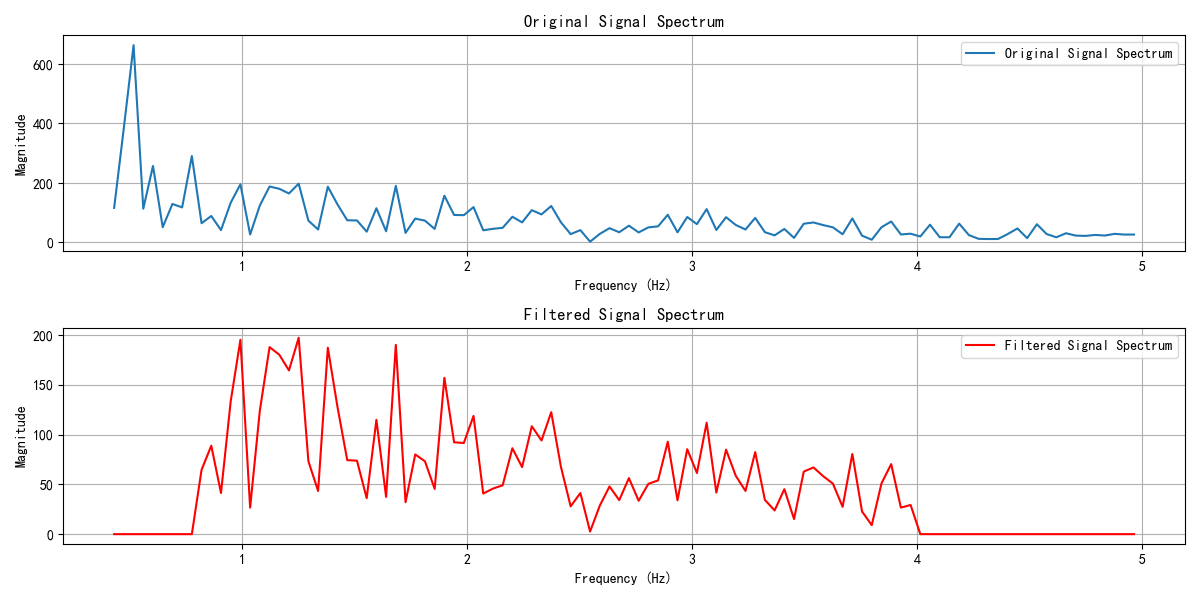 Original Signal Spectrum
Original Signal Spectrum
Magnitude
600
400
200
0
1 2 3 4 5
Frequency (Hz)
Filtered Signal Spectrum
Filtered Signal Spectrum
Magnitude
200
150
100
50
0
1 2 3 4 5
Frequency (Hz)